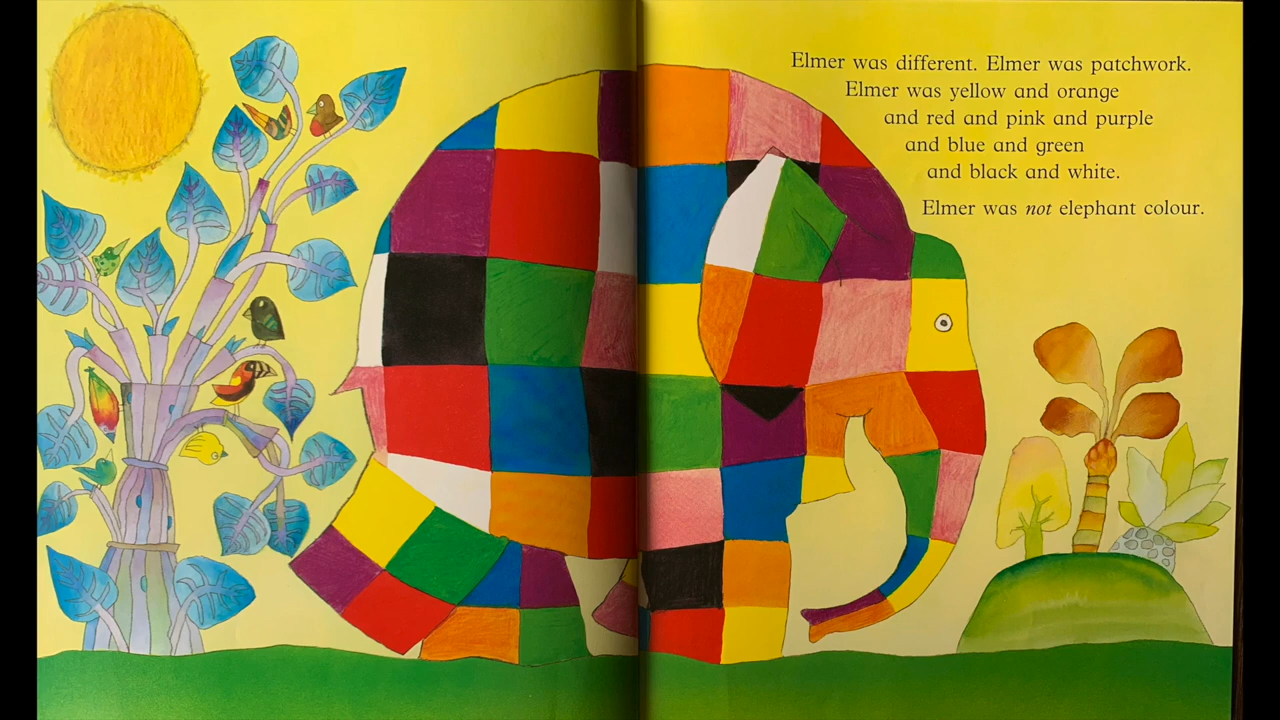 Elmer was different. Elmer was patchwork.
Elmer was yellow and orange
and red and pink and purple
and blue and green
and black and white.
Elmer was not elephant colour.